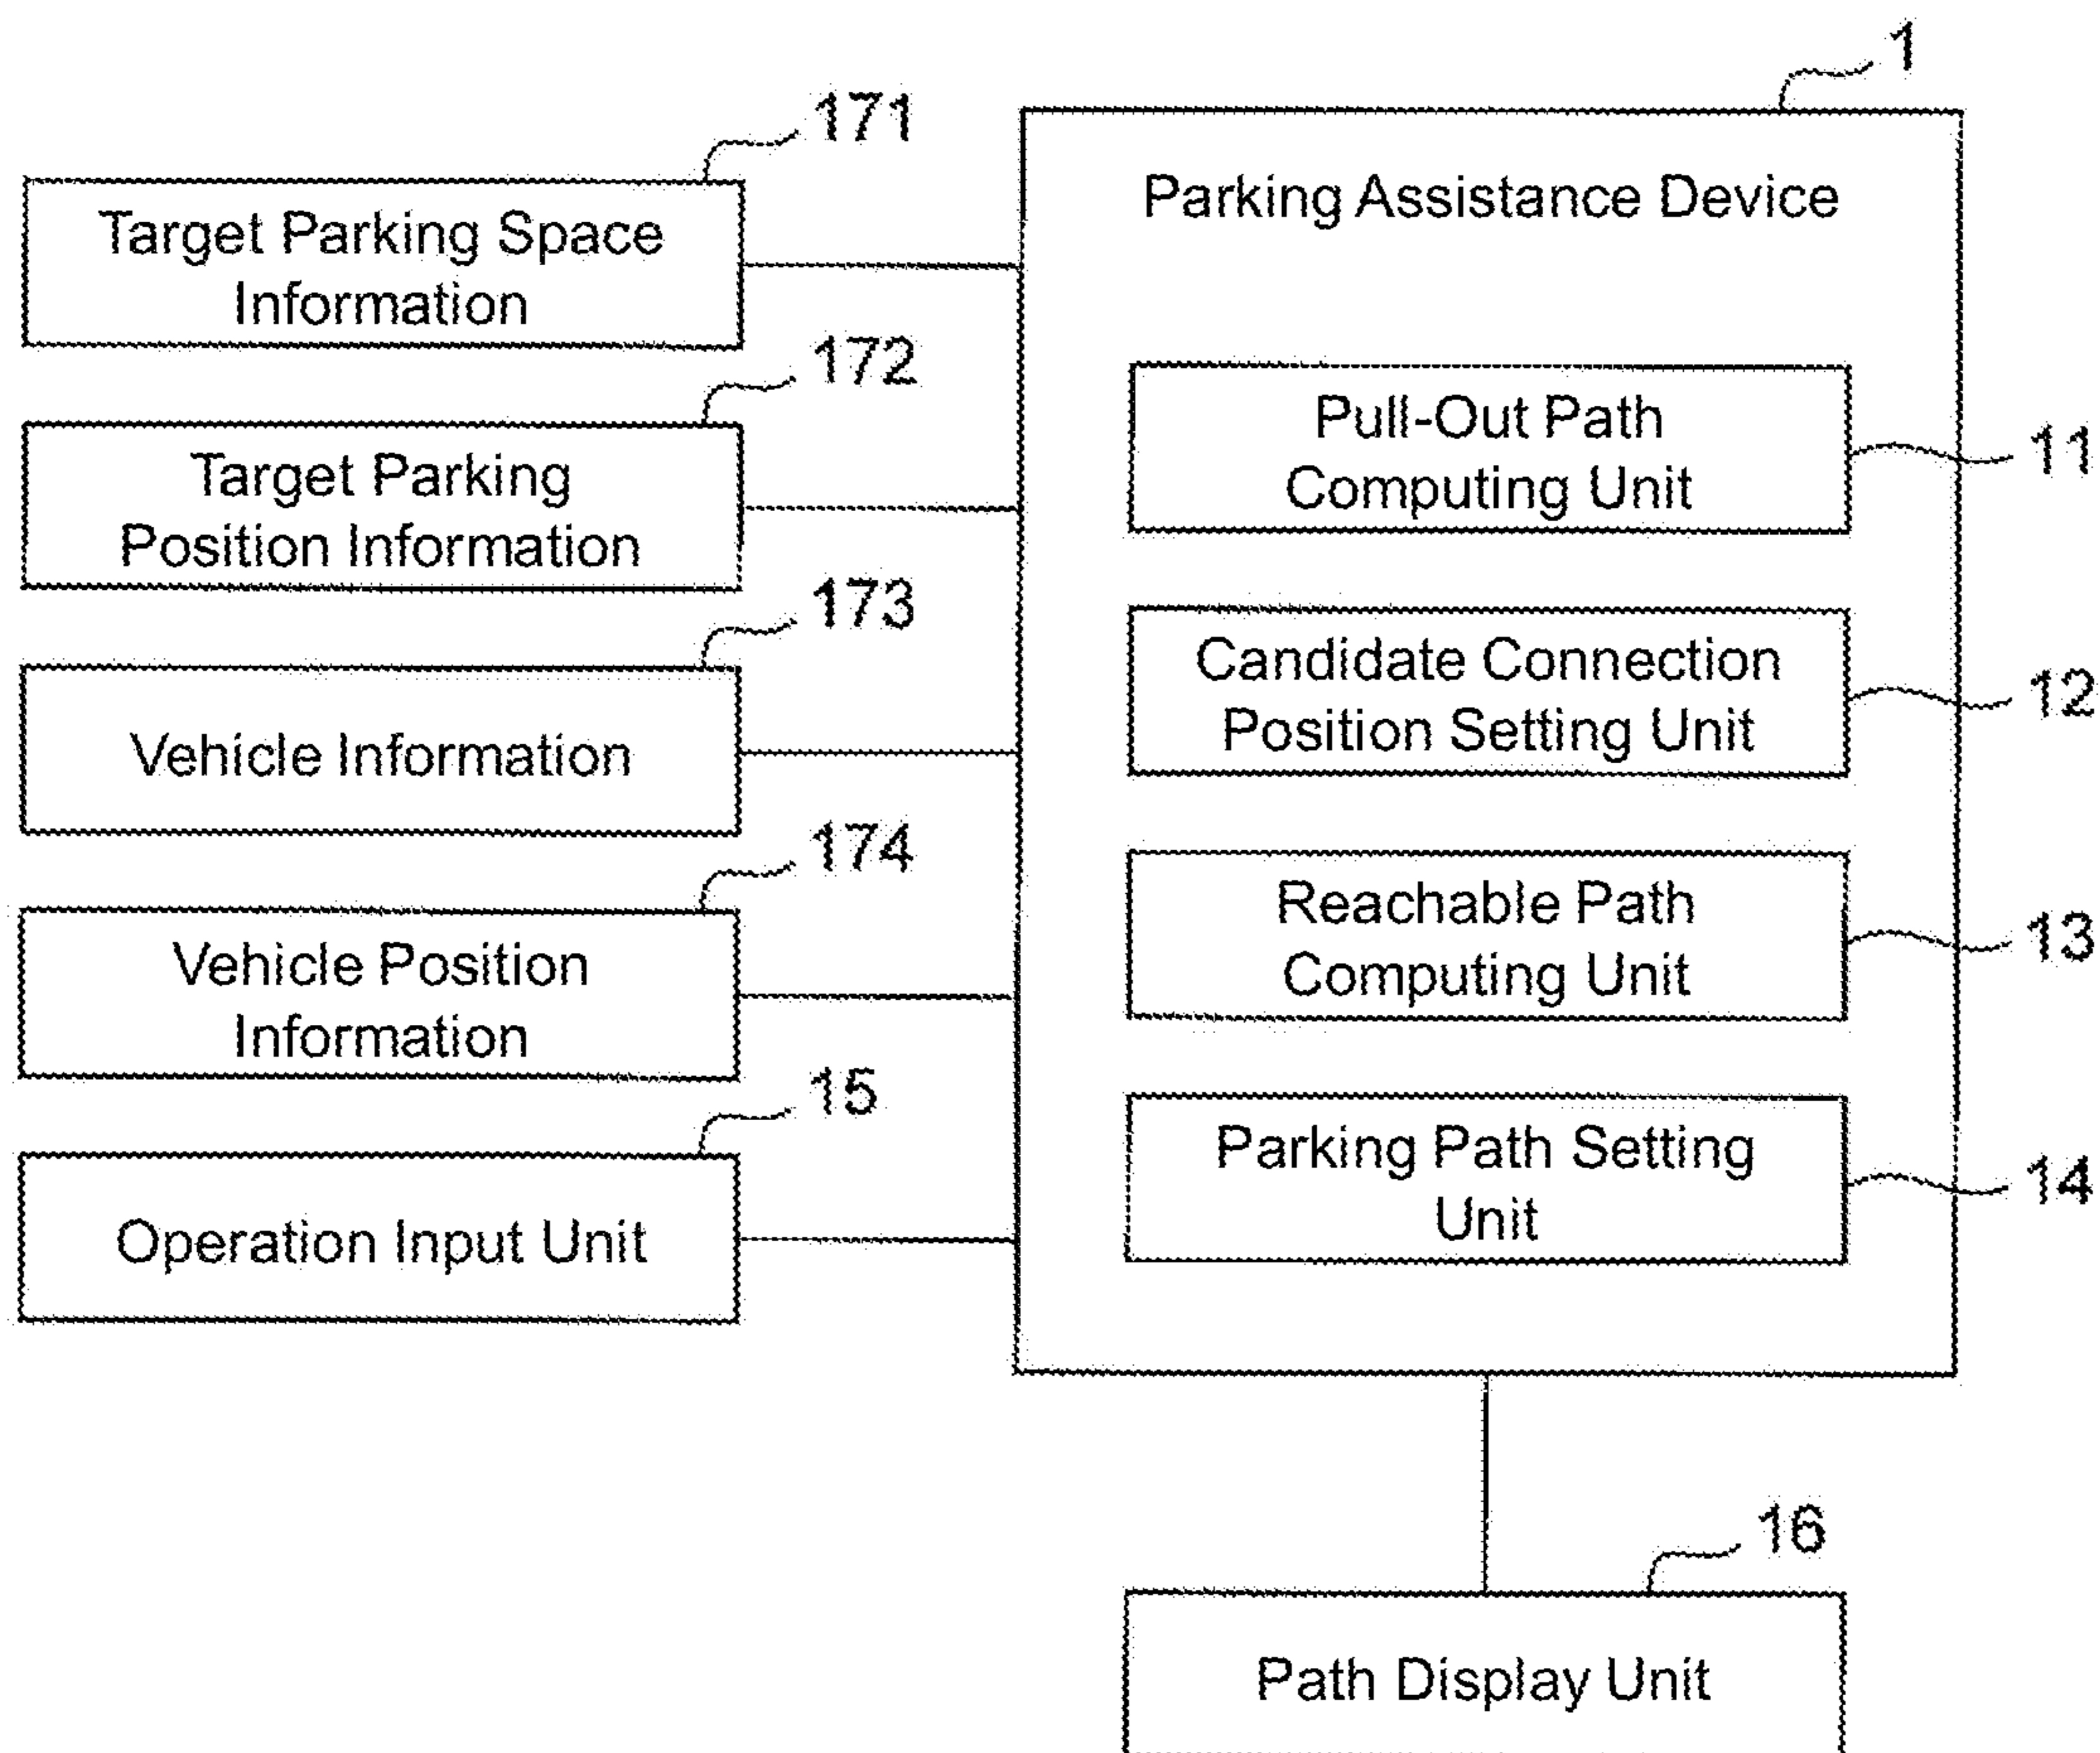 1
171
Target Parking Space
Information
172
Target Parking
Position Information
173
Vehicle Information
174
Vehicle Position
Information
15
Operation Input Unit
Parking Assistance Device
Pull-Out Path
Computing Unit
11
Candidate Connection
Position Setting Unit
12
Reachable Path
Computing Unit
13
Parking Path Setting
Unit
14
16
Path Display Unit